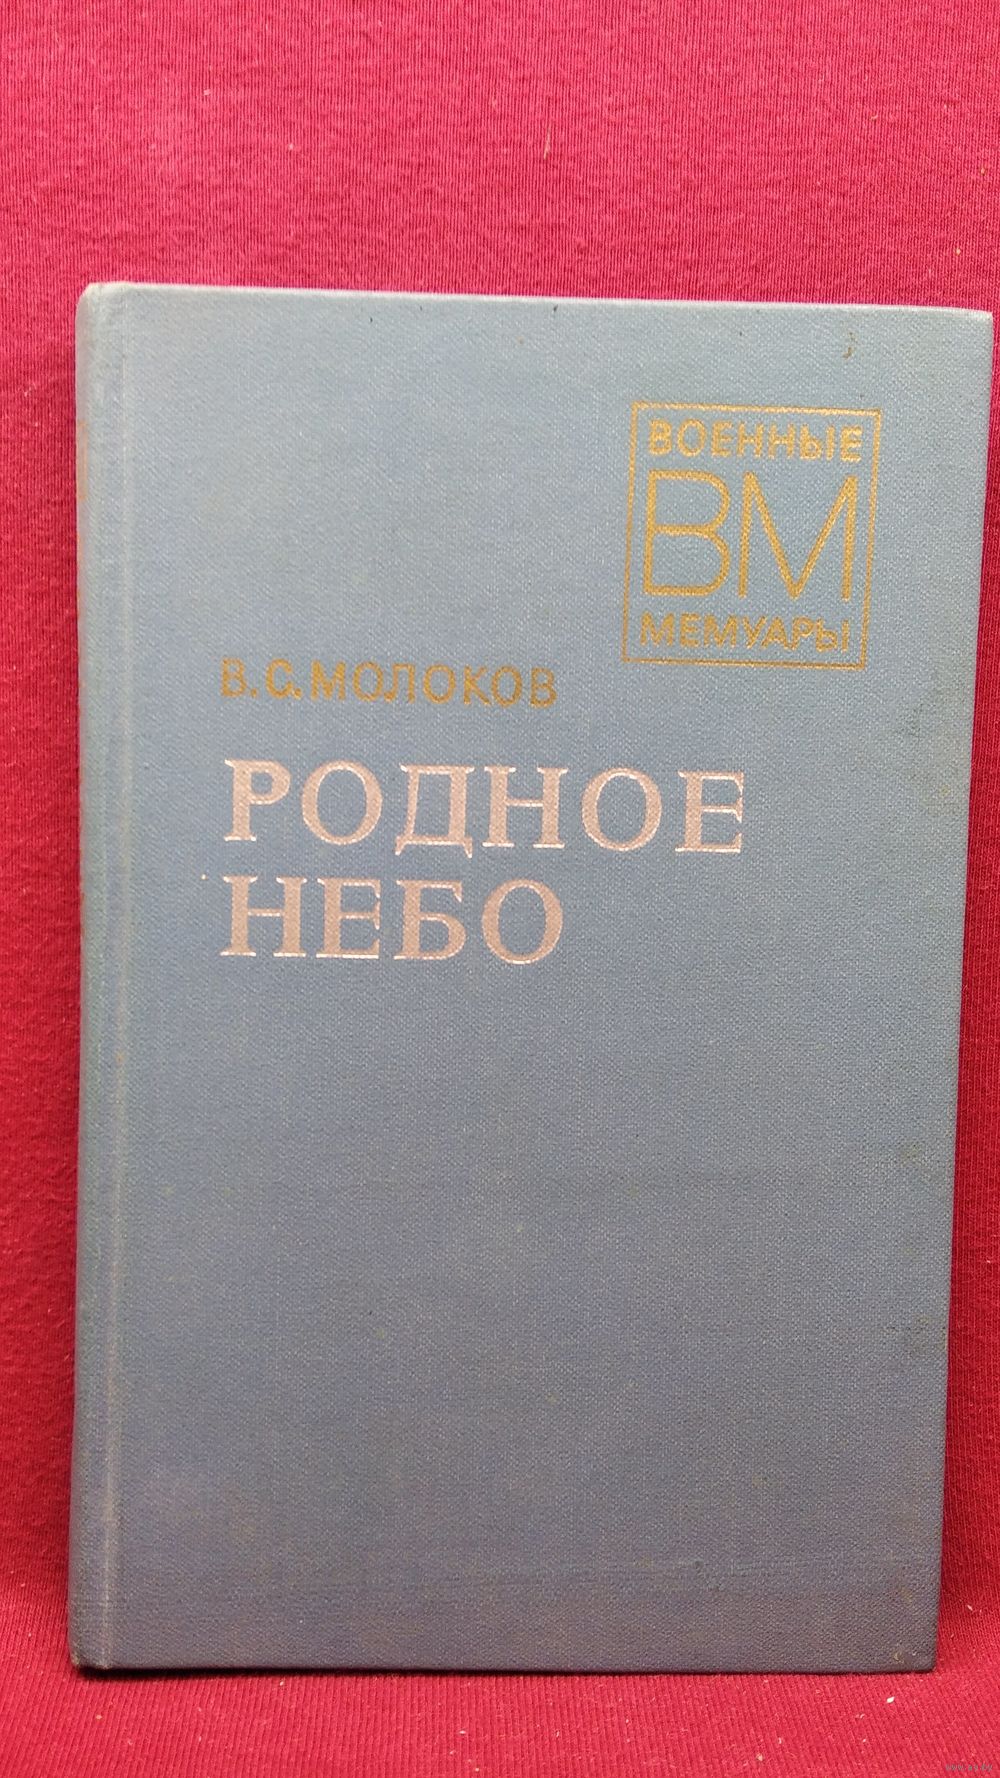 ВОЕННЫЕ
ВМ
МЕМУАРЫ
В. С. МОЛОКОВ
РОДНОЕ
НЕБО